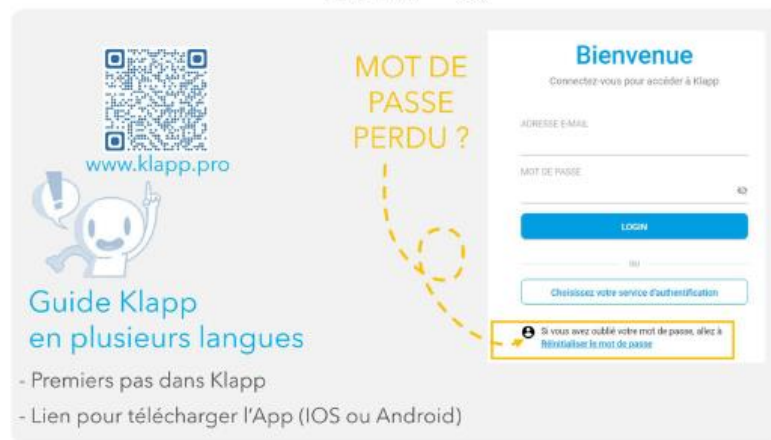 www.klapp.pro
Guide Klapp
en plusieurs langues
- Premiers pas dans Klapp
- Lien pour télécharger l'App (IOS ou Android)
MOT DE
PASSE
PERDU ?
Bienvenue
Connectez-vous pour accéder à Klapp
ADRESSE E-MAIL
MOT DE PASSE
LOGIN
OU
Choisissez votre service d'authentification
Si vous avez oublié votre mot de passe, allez à
Réinitialiser le mot de passe